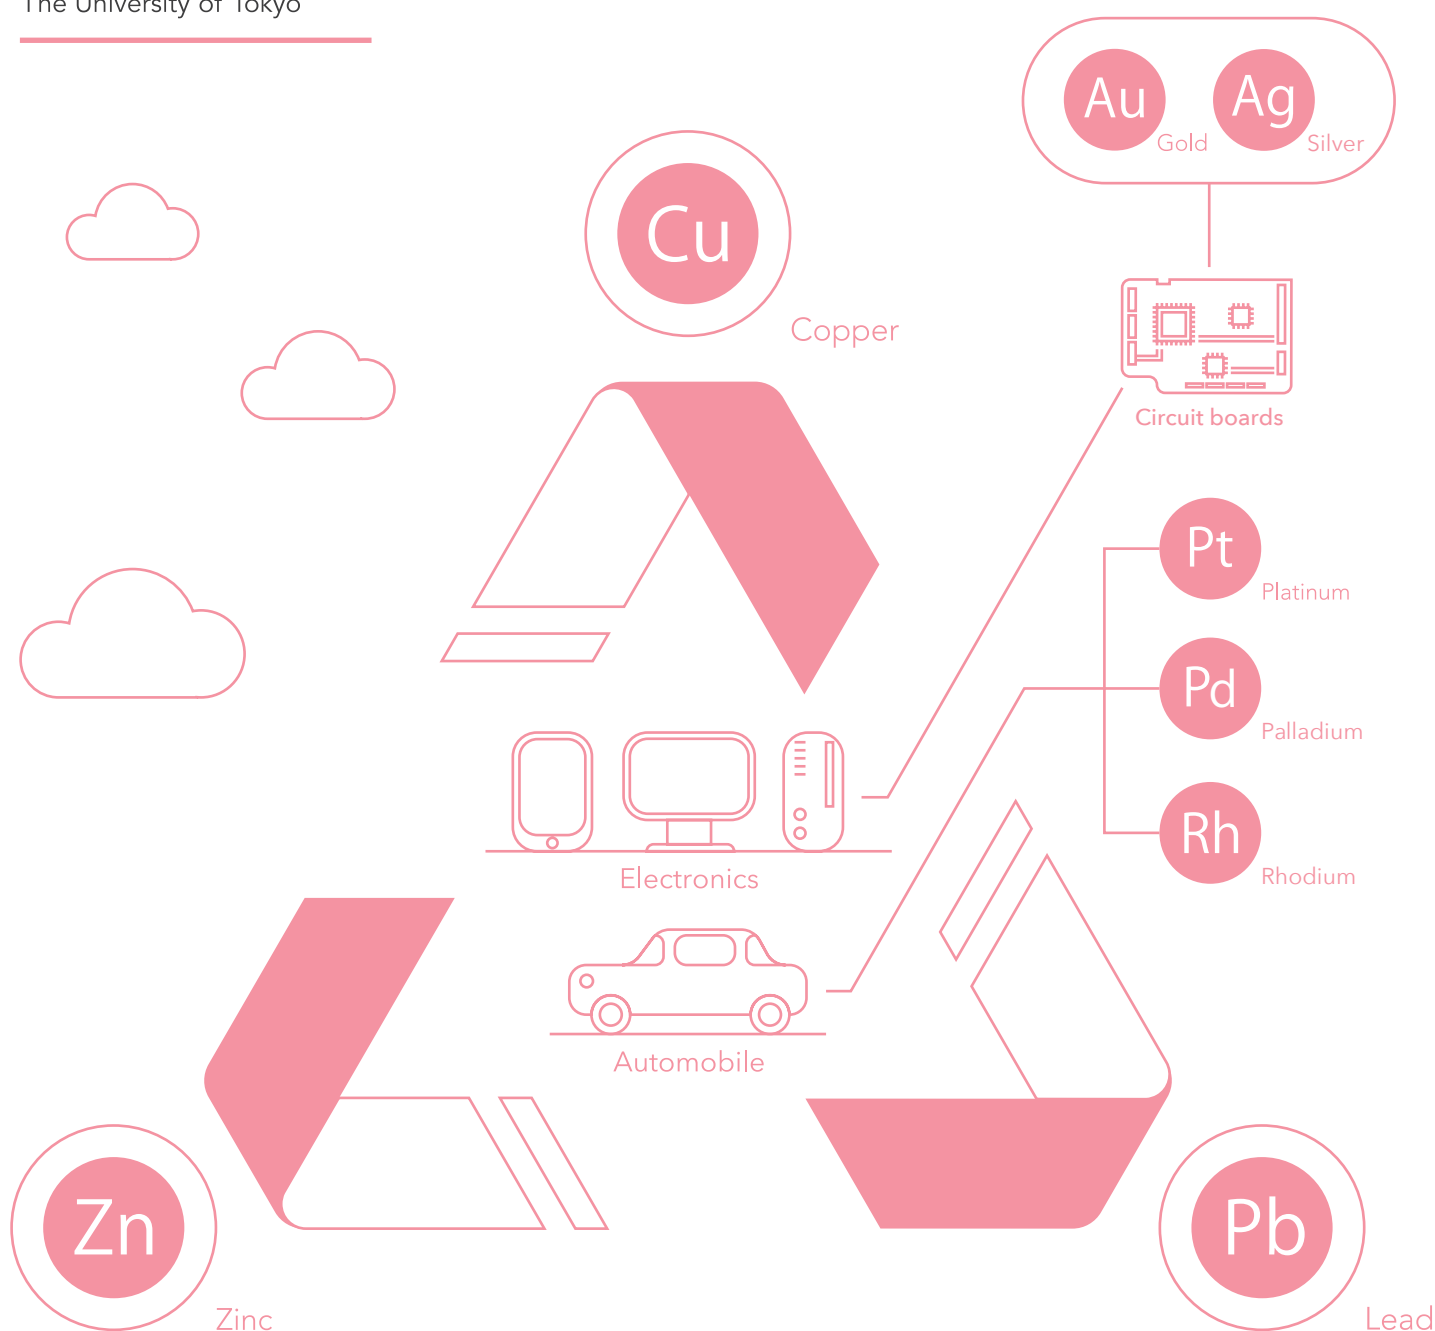 The University of Tokyo
Au
Gold
Ag
Silver
Cu
Copper
Circuit boards
Pt
Platinum
Pd
Palladium
Rh
Rhodium
Electronics
Automobile
Zn
Zinc
Pb
Lead